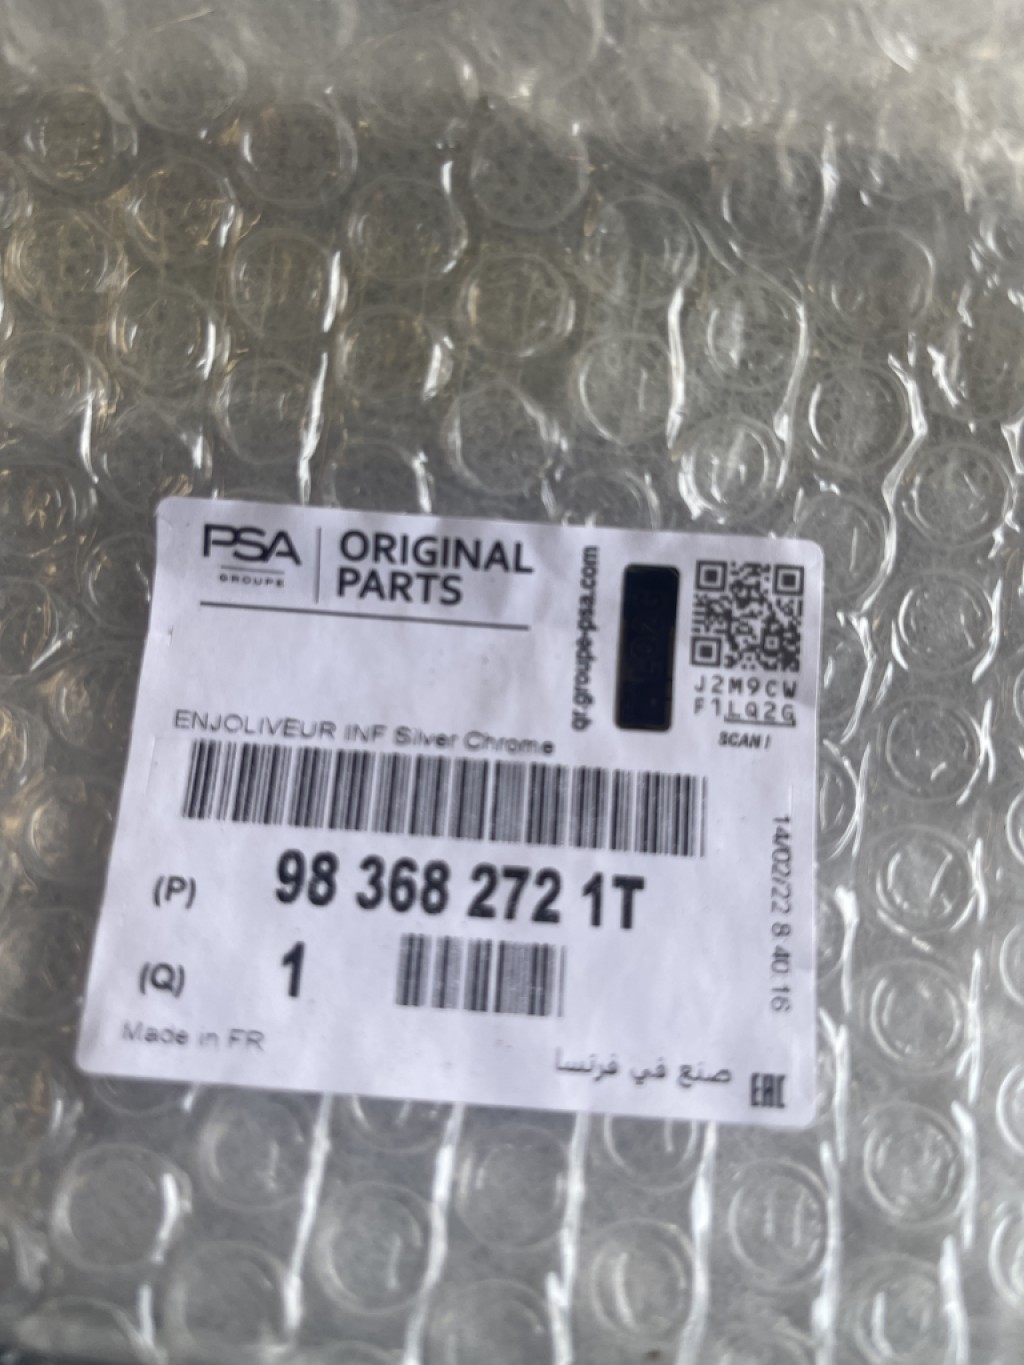 PSA
GROUPE
ORIGINAL
PARTS
qr.groupe-psa.com
J2M9CW
F1LQ2G
SCAN !
ENJOLIVEUR INF Silver Chrome
(P) 98 368 272 1T
14/02/22 8 40 16
(Q) 1
Made in FR
صنع في فرنسا
EAC